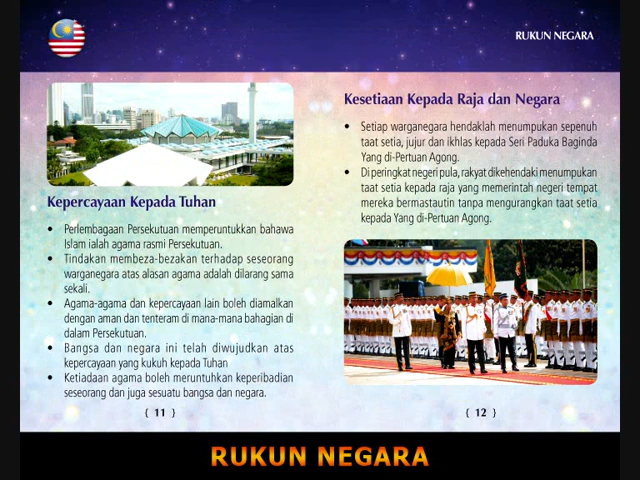 RUKUN NEGARA
Kepercayaan Kepada Tuhan
• Perlembagaan Persekutuan memperuntukkan bahawa
Islam ialah agama rasmi Persekutuan.
• Tindakan membeza-bezakan terhadap seseorang
warganegara atas alasan agama adalah dilarang sama
sekali.
• Agama-agama dan kepercayaan lain boleh diamalkan
dengan aman dan tenteram di mana-mana bahagian di
dalam Persekutuan.
• Bangsa dan negara ini telah diwujudkan atas
kepercayaan yang kukuh kepada Tuhan
• Ketiadaan agama boleh meruntuhkan keperibadian
seseorang dan juga sesuatu bangsa dan negara.
{ 11 }
Kesetiaan Kepada Raja dan Negara
• Setiap warganegara hendaklah menumpukan sepenuh
taat setia, jujur dan ikhlas kepada Seri Paduka Baginda
Yang di-Pertuan Agong.
• Di peringkat negeri pula, rakyat dikehendaki menumpukan
taat setia kepada raja yang memerintah negeri tempat
mereka bermastautin tanpa mengurangkan taat setia
kepada Yang di-Pertuan Agong.
{ 12 }
RUKUN NEGARA